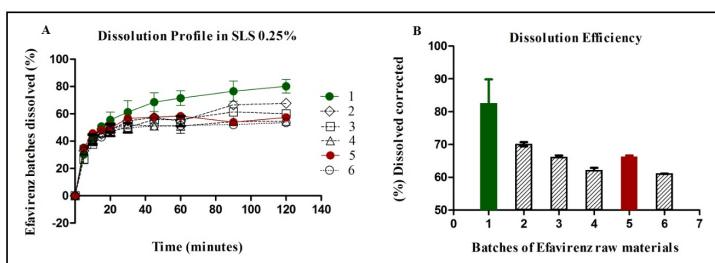 A
Dissolution Profile in SLS 0.25%
Efavirenz batches dissolved (%)
100
80
60
40
20
0
-20
20 40 60 80 100 120 140
Time (minutes)
1
2
3
4
5
6
B
Dissolution Efficiency
(%) Dissolved corrected
100
90
80
70
60
50
0 1 2 3 4 5 6 7
Batches of Efavirenz raw materials